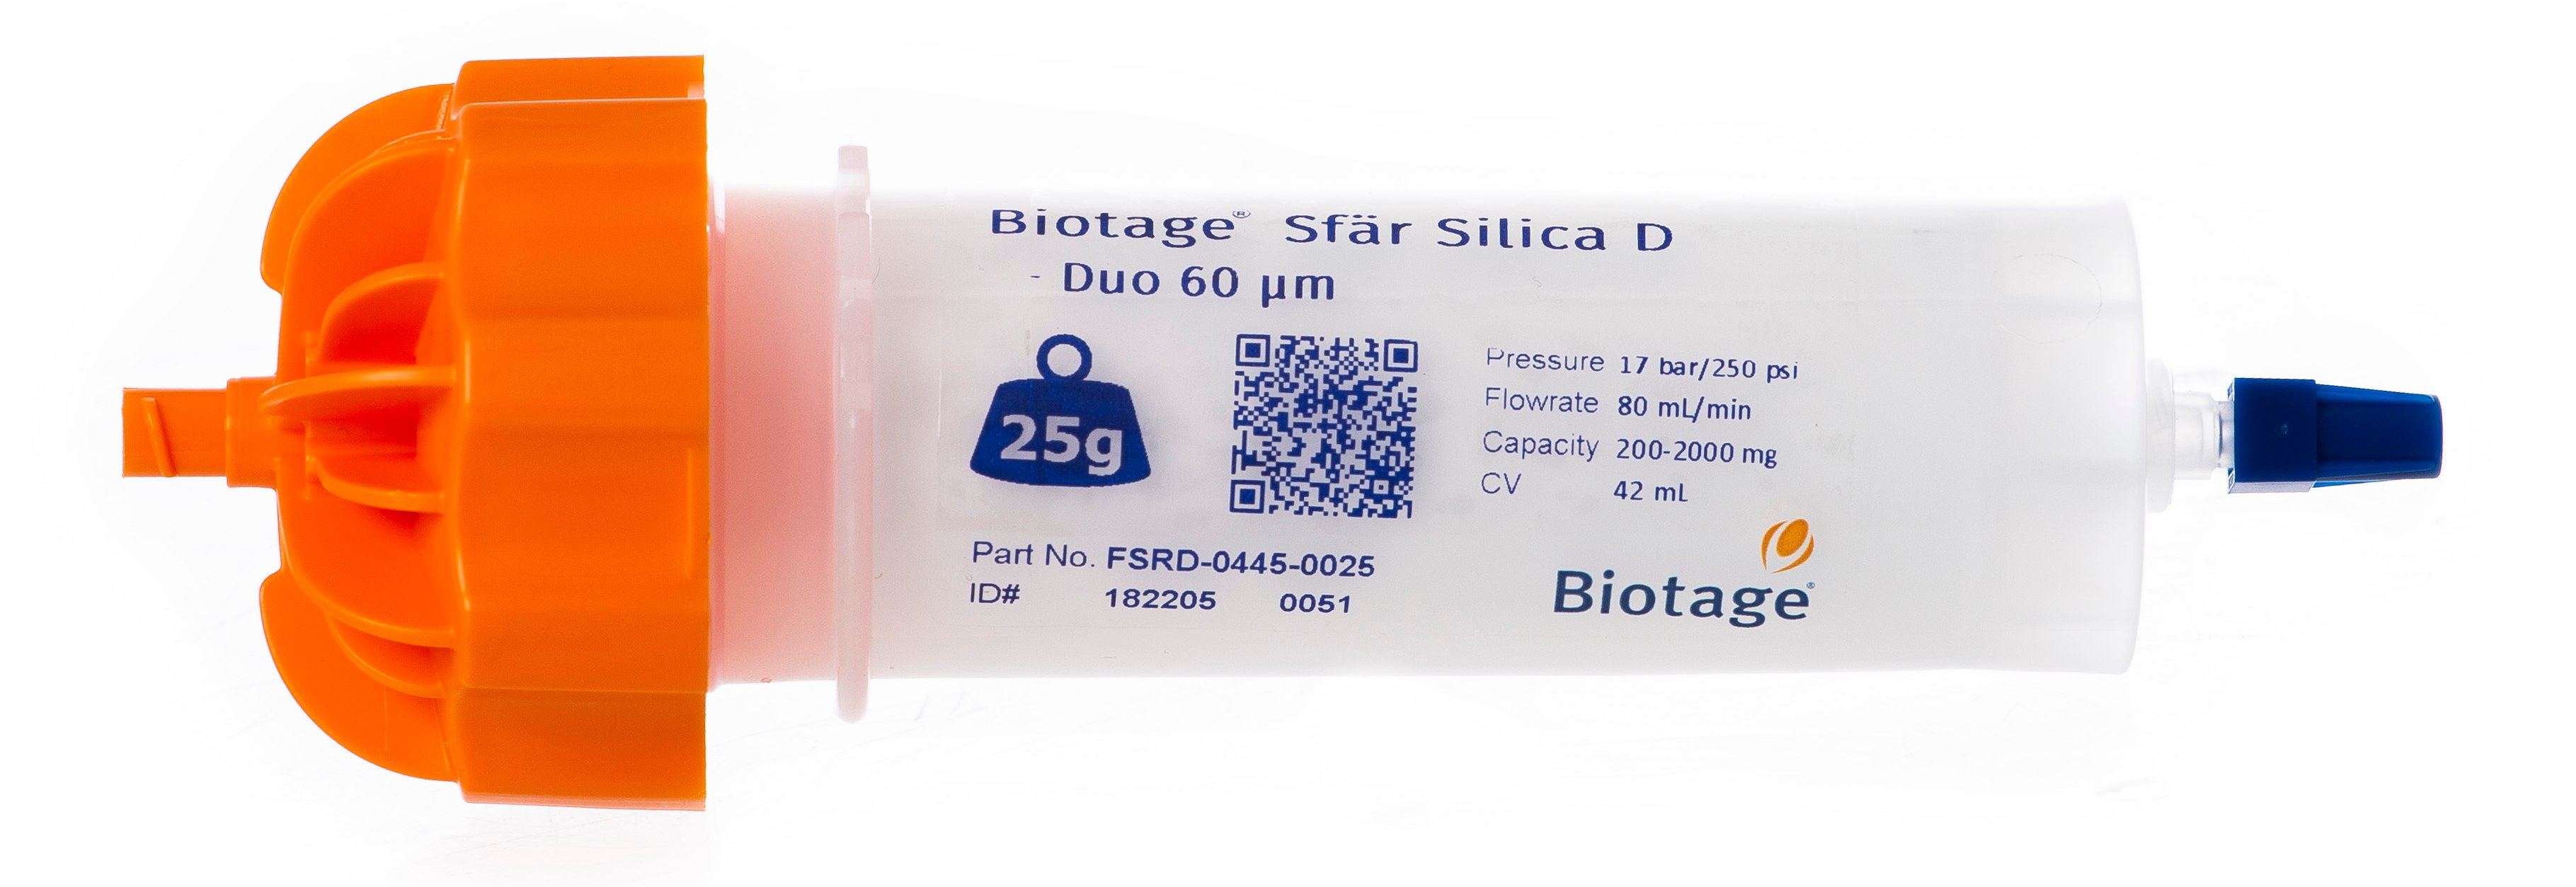 Biotage® Sfär Silica D
- Duo 60 µm
25g
Pressure 17 bar/250 psi
Flowrate 80 mL/min
Capacity 200-2000 mg
CV 42 mL
Part No. FSRD-0445-0025
ID# 182205 0051
Biotage®